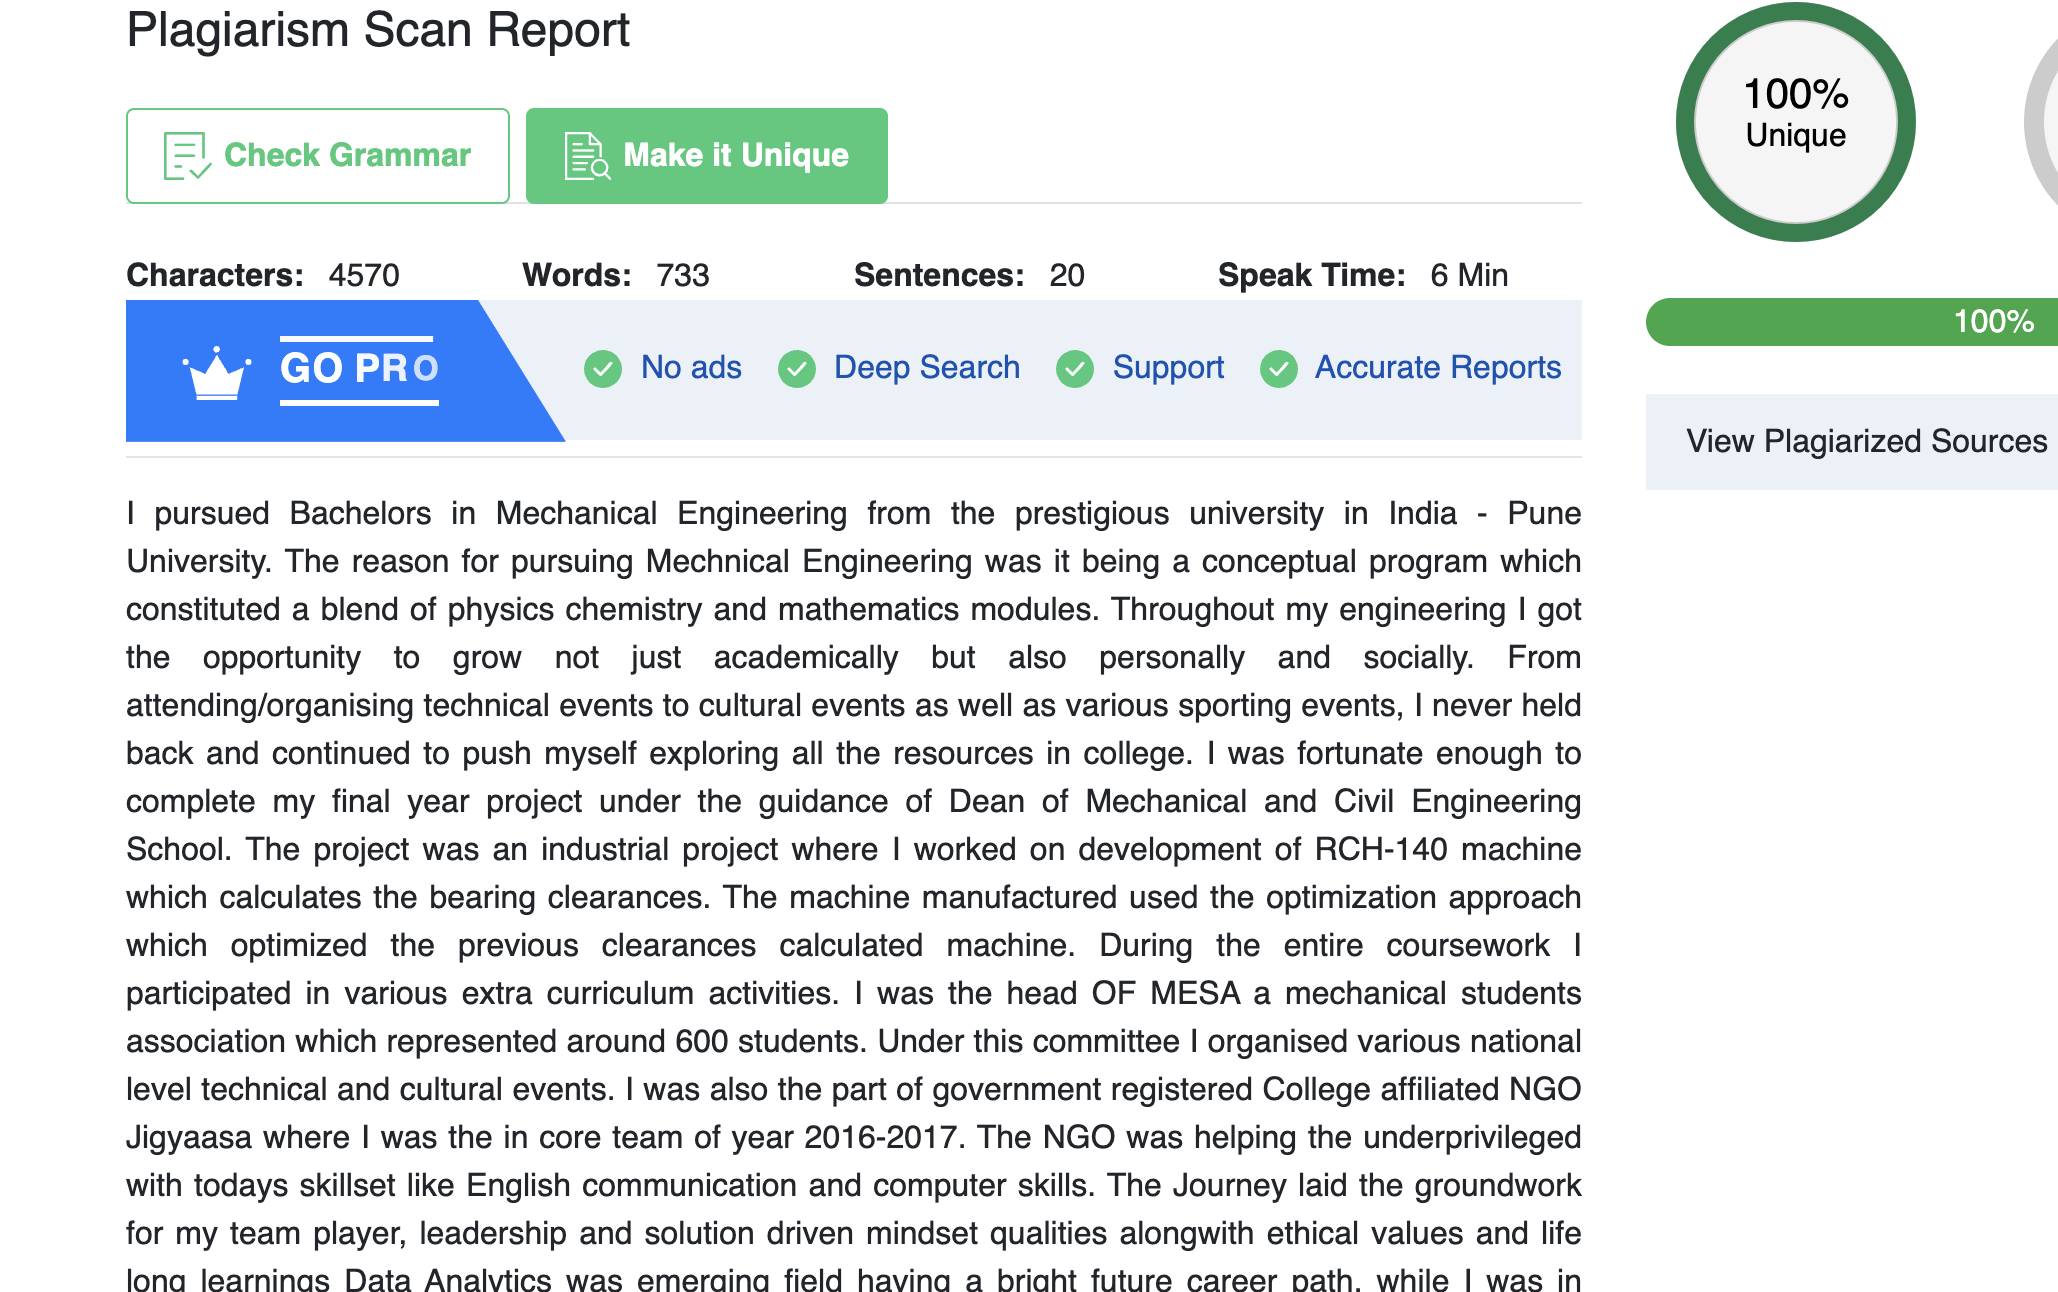 Plagiarism Scan Report
100%
Unique
Check Grammar
Make it Unique
Characters: 4570 Words: 733 Sentences: 20 Speak Time: 6 Min
100%
GO PRO
No ads Deep Search Support Accurate Reports
View Plagiarized Sources
I pursued Bachelors in Mechanical Engineering from the prestigious university in India - Pune
University. The reason for pursuing Mechnical Engineering was it being a conceptual program which
constituted a blend of physics chemistry and mathematics modules. Throughout my engineering I got
the opportunity to grow not just academically but also personally and socially. From
attending/organising technical events to cultural events as well as various sporting events, I never held
back and continued to push myself exploring all the resources in college. I was fortunate enough to
complete my final year project under the guidance of Dean of Mechanical and Civil Engineering
School. The project was an industrial project where I worked on development of RCH-140 machine
which calculates the bearing clearances. The machine manufactured used the optimization approach
which optimized the previous clearances calculated machine. During the entire coursework I
participated in various extra curriculum activities. I was the head OF MESA a mechanical students
association which represented around 600 students. Under this committee I organised various national
level technical and cultural events. I was also the part of government registered College affiliated NGO
Jigyaasa where I was the in core team of year 2016-2017. The NGO was helping the underprivileged
with todays skillset like English communication and computer skills. The Journey laid the groundwork
for my team player, leadership and solution driven mindset qualities alongwith ethical values and life
long learnings Data Analytics was emerging field having a bright future career path, while I was in